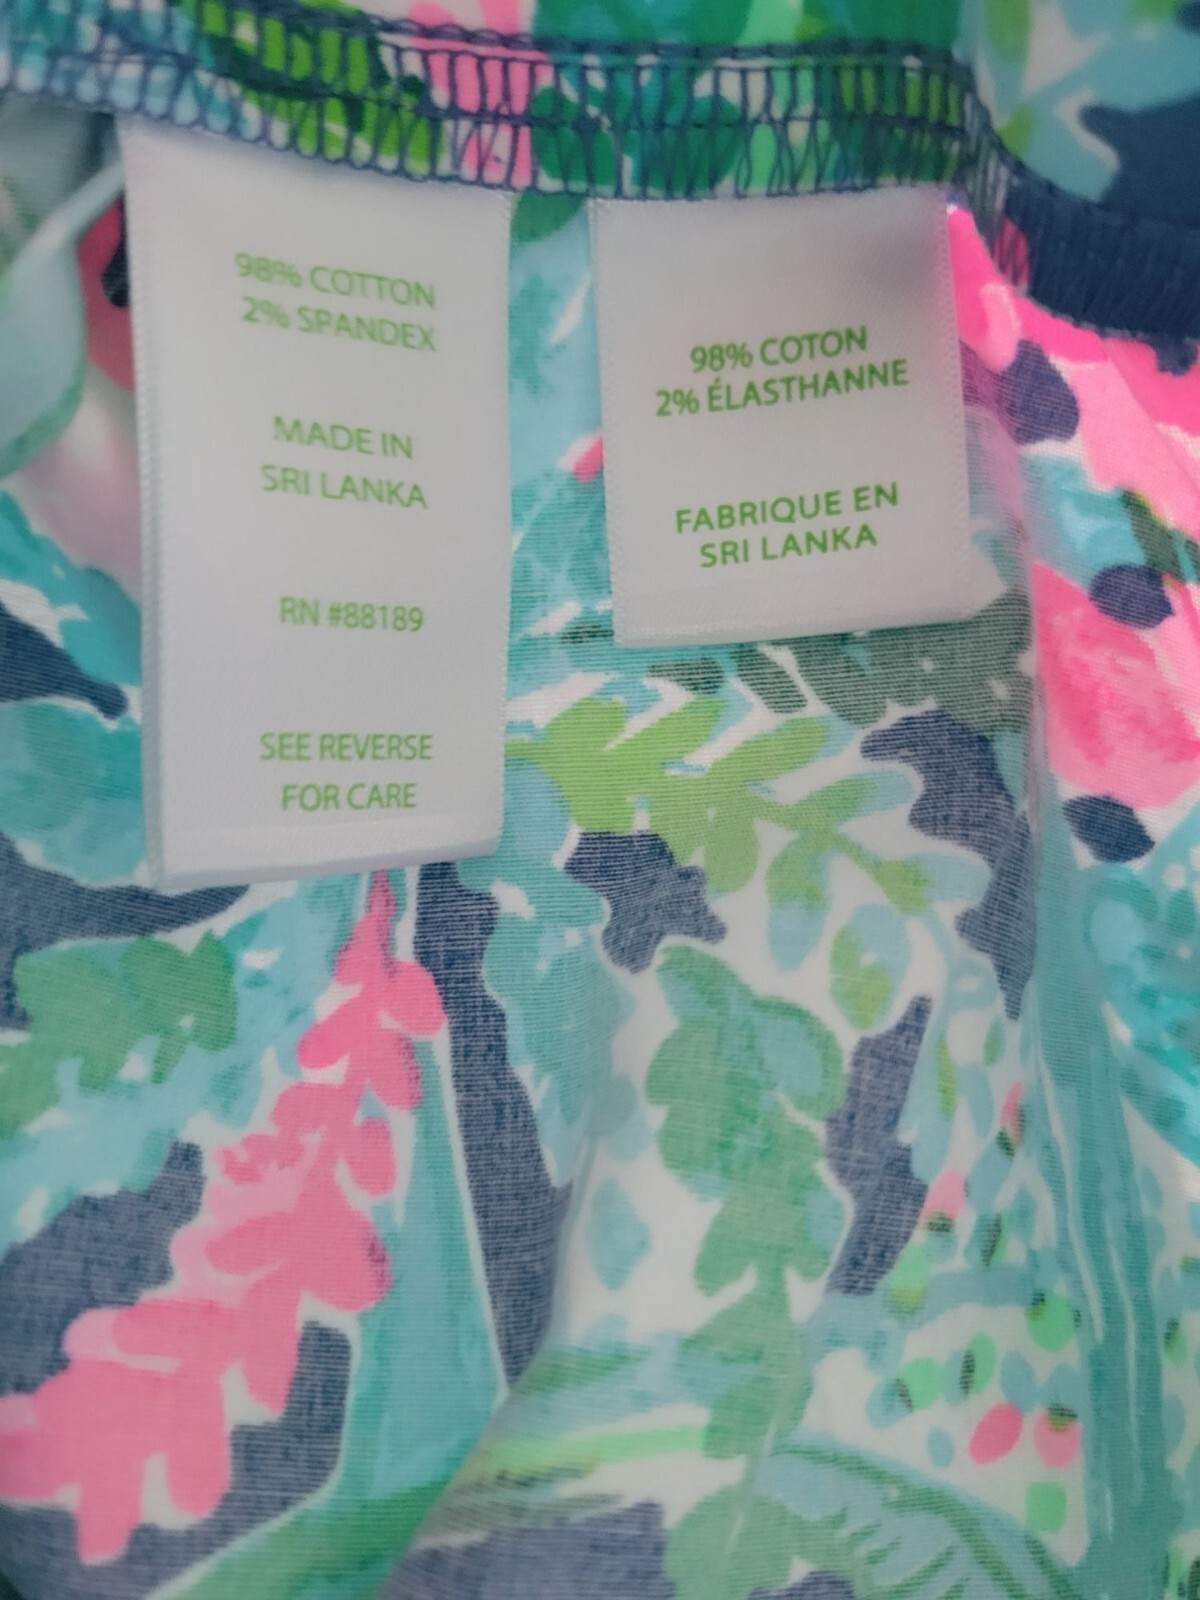 98% COTTON
2% SPANDEX
MADE IN
SRI LANKA
RN #88189
SEE REVERSE
FOR CARE
98% COTON
2% ÉLASTHANNE
FABRIQUE EN
SRI LANKA